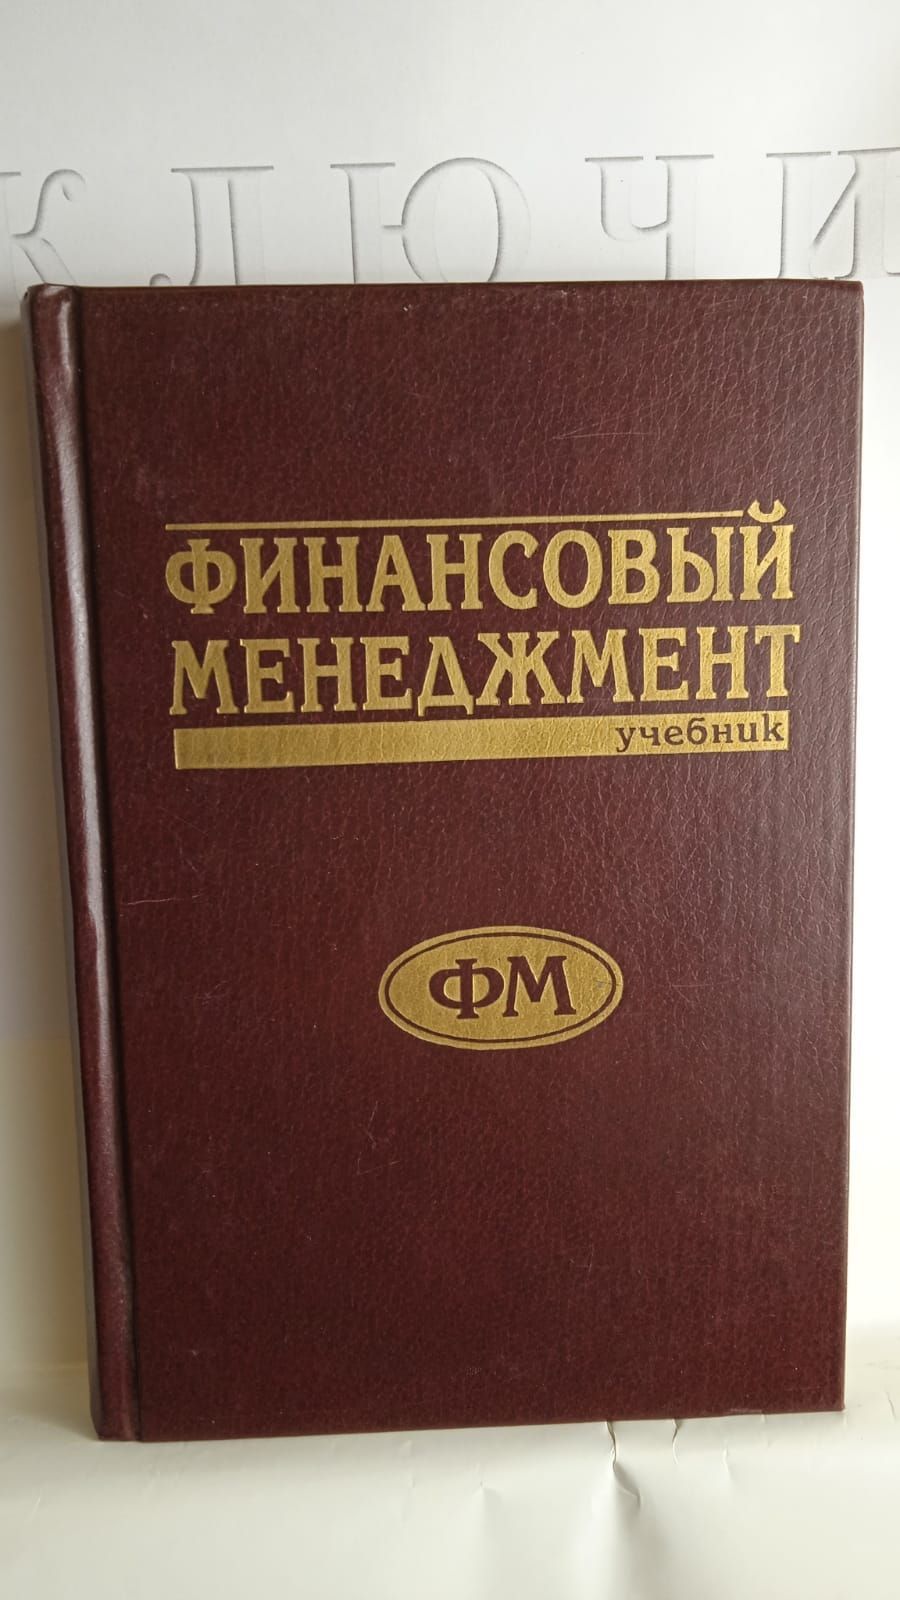 КЛЮЧИ
ФИНАНСОВЫЙ
МЕНЕДЖМЕНТ
учебник
ФМ